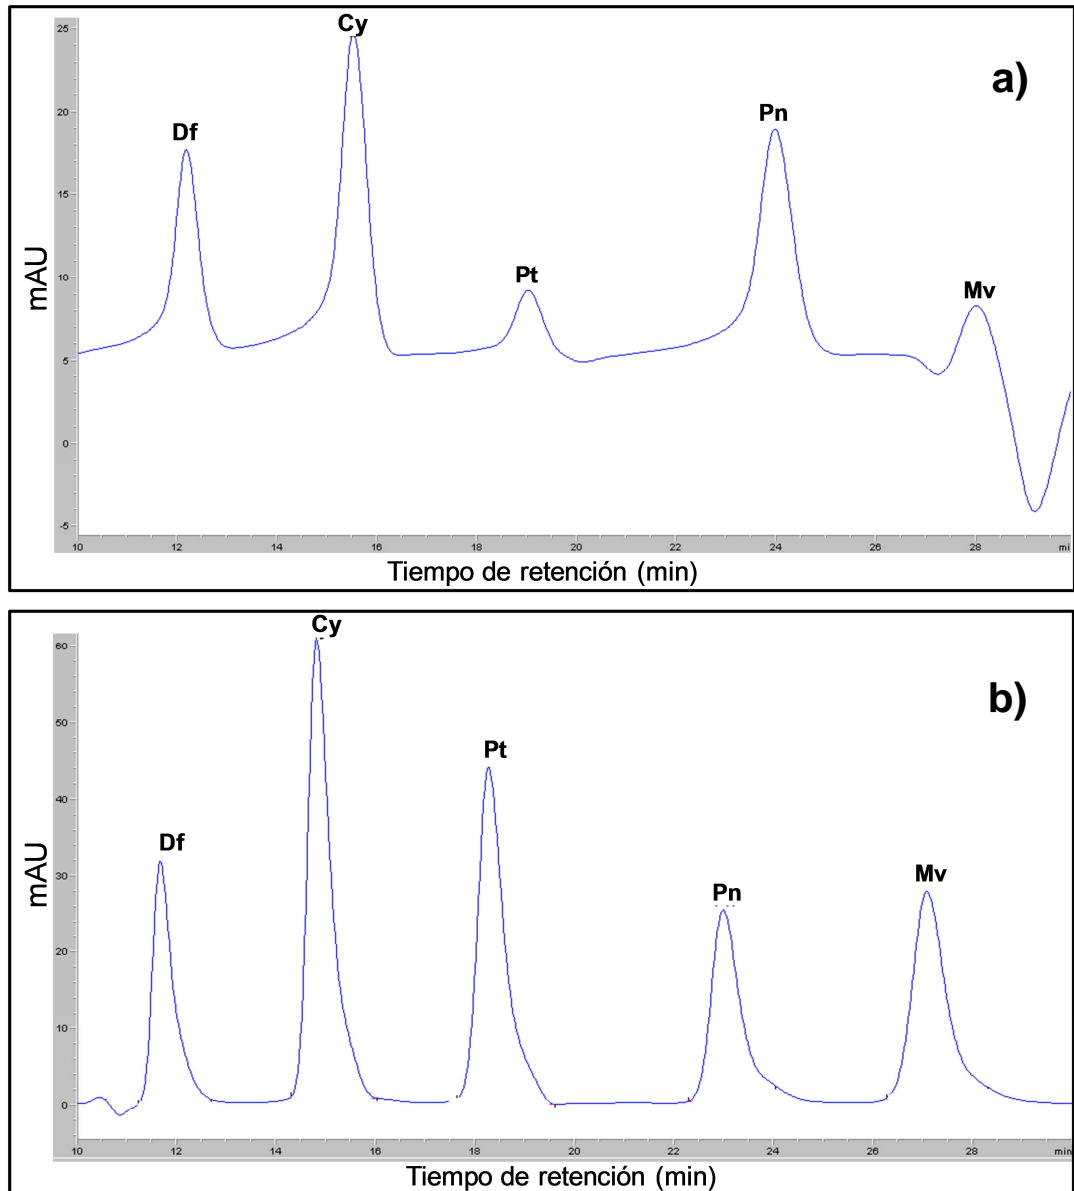 Cy
a)
Df
Pn
Pt
Mv
25
20
15
10
5
0
-5
mAU
10 12 14 16 18 20 22 24 26 28 mi
Tiempo de retención (min)
Cy
b)
Pt
Df
Pn
Mv
60
50
40
30
20
10
0
mAU
10 12 14 16 18 20 22 24 26 28 min
Tiempo de retención (min)